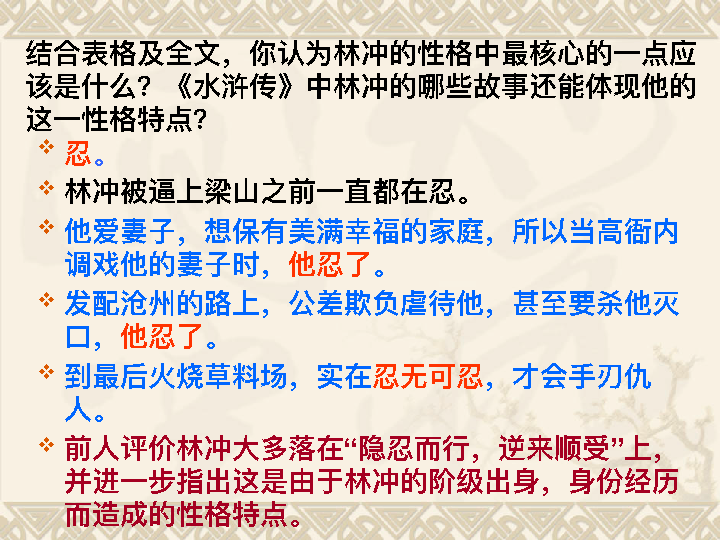 结合表格及全文，你认为林冲的性格中最核心的一点应
该是什么？《水浒传》中林冲的哪些故事还能体现他的
这一性格特点？
忍。
林冲被逼上梁山之前一直都在忍。
他爱妻子，想保有美满幸福的家庭，所以当高衙内
调戏他的妻子时，他忍了。
发配沧州的路上，公差欺负虐待他，甚至要杀他灭
口，他忍了。
到最后火烧草料场，实在忍无可忍，才会手刃仇
人。
前人评价林冲大多落在“隐忍而行，逆来顺受”上，
并进一步指出这是由于林冲的阶级出身，身份经历
而造成的性格特点。